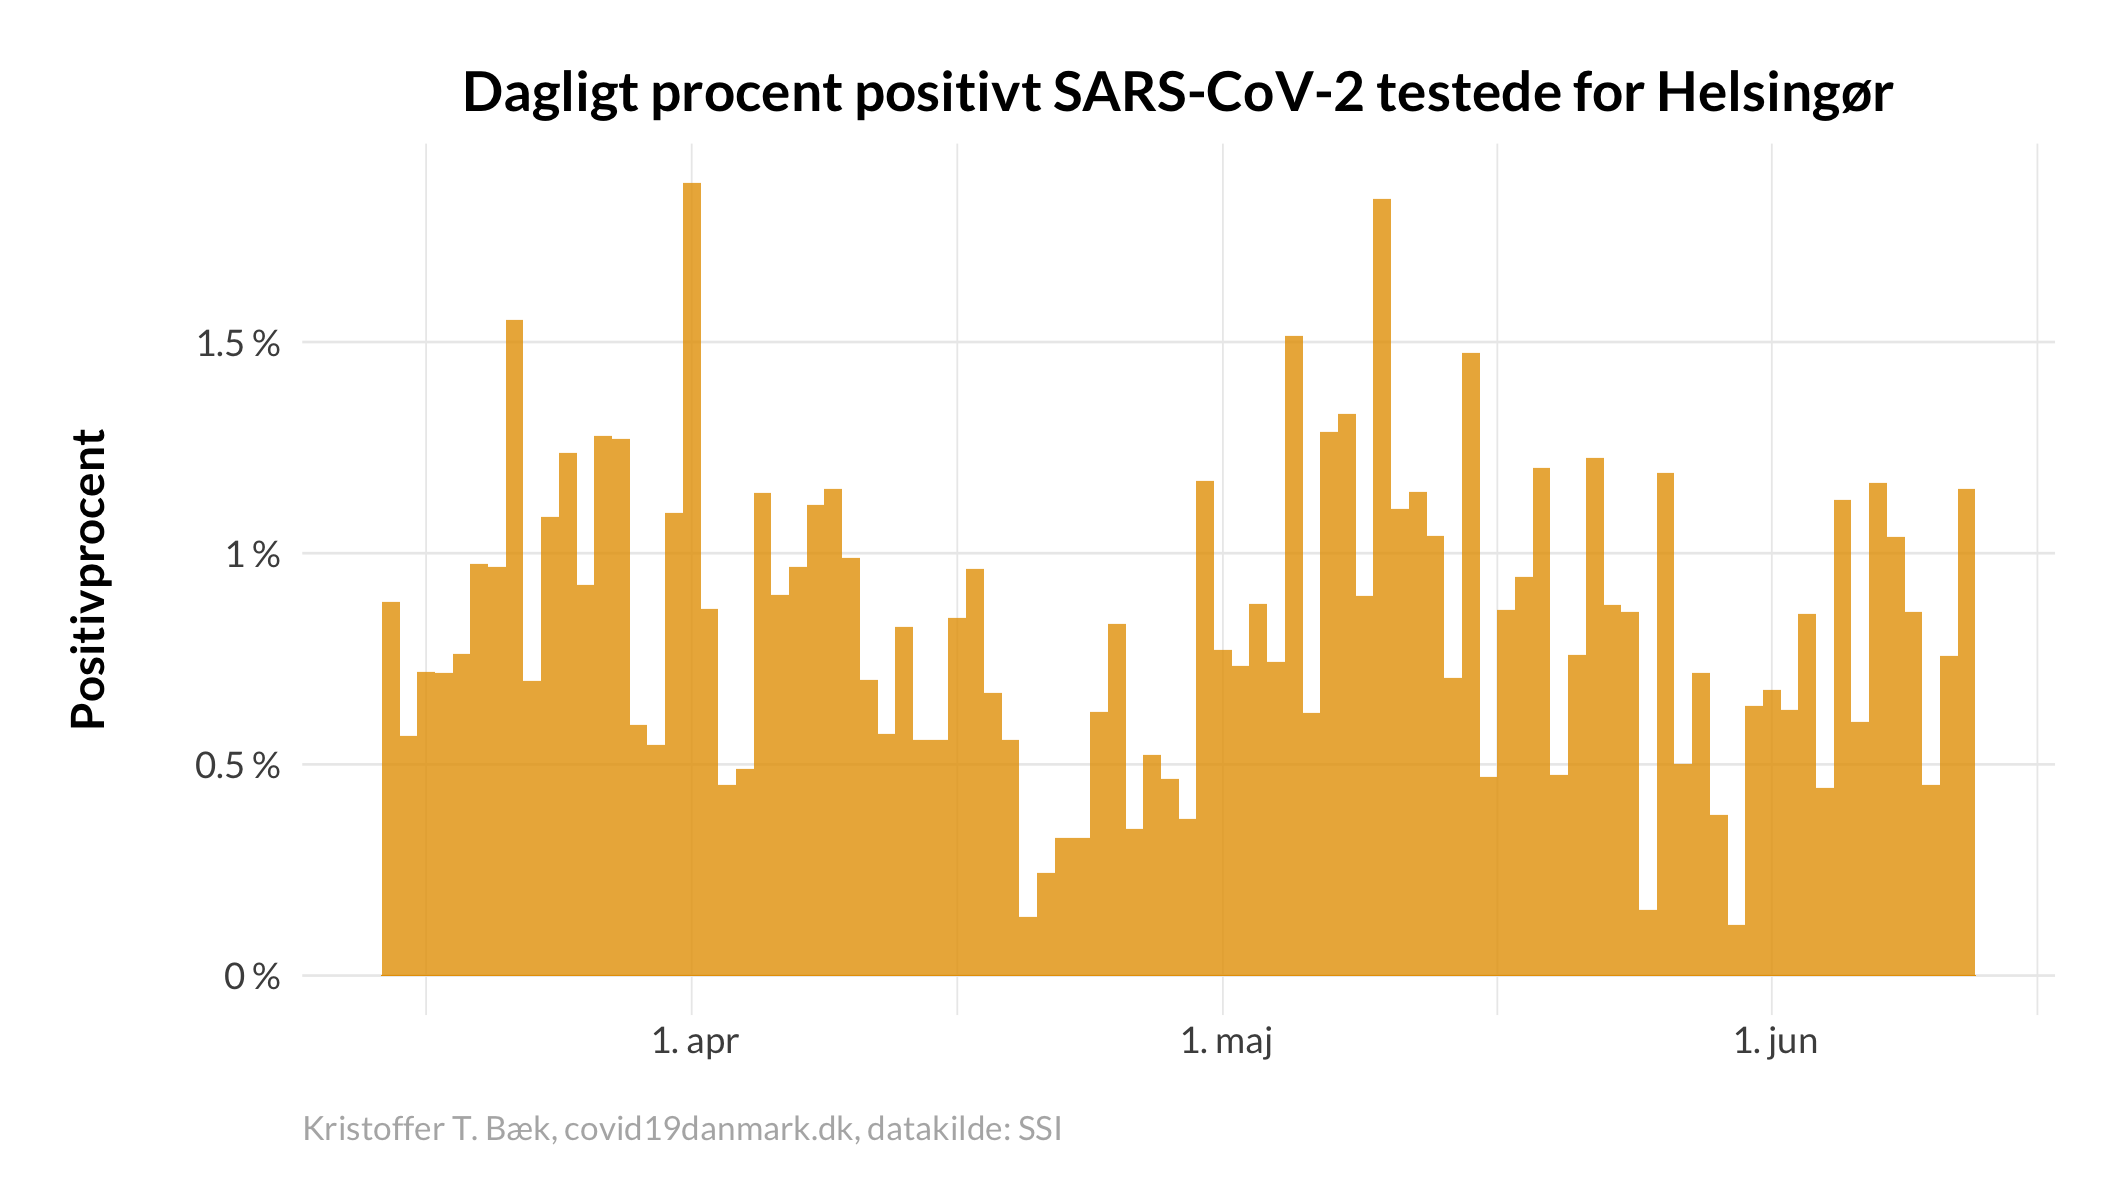 Dagligt procent positivt SARS-CoV-2 testede for Helsingør
Positivprocent
1.5 %
1 %
0.5 %
0 %
1. apr
1. maj
1. jun
Kristoffer T. Bæk, covid19danmark.dk, datakilde: SSI